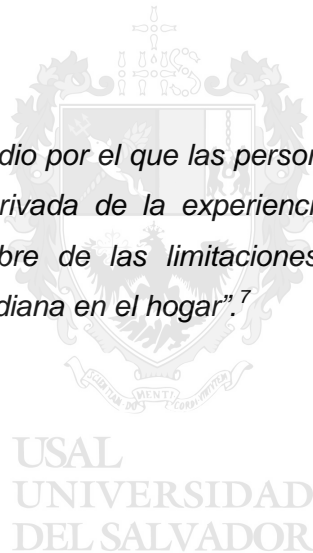 dio por el que las person
rivada de la experienci
bre de las limitaciones
diana en el hogar”.7
USAL
UNIVERSIDAD
DEL SALVADOR